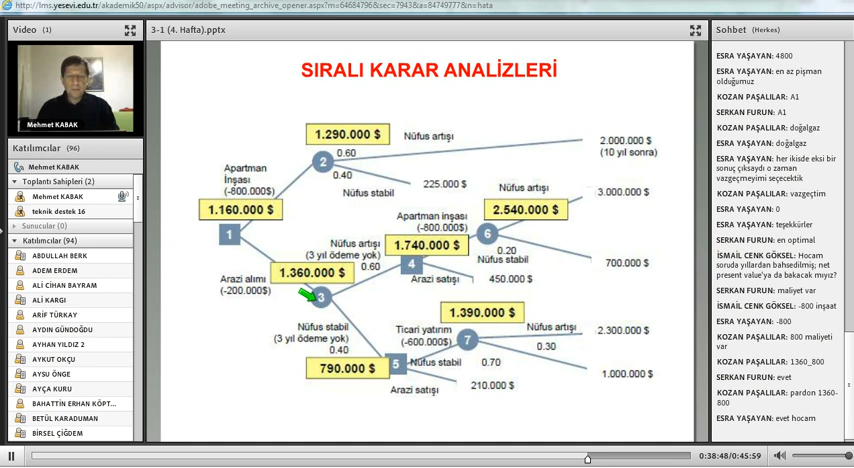 http://lms.yesevi.edu.tr/akademik50/aspx/advisor/adobe_meeting_archive_opener.aspx?m=64684796&sec=7943&a=84749777&n=hata
Video (1)
Mehmet KABAK
Katılımcılar (96)
Mehmet KABAK
Toplantı Sahipleri (2)
Mehmet KABAK
teknik destek 16
Sunucular (0)
Katılımcılar (94)
ABDULLAH BERK
ADEM ERDEM
ALİ CİHAN BAYRAM
ALİ KARGI
ARİF TÜRKAY
AYDIN GÜNDOĞDU
AYHAN YILDIZ 2
AYKUT OKÇU
AYSU ÖNGE
AYÇA KURU
BAHATTİN ERHAN KÖPT...
BETÜL KARADUMAN
BİRSEL ÇİĞDEM
3-1 (4. Hafta).pptx
SIRALI KARAR ANALİZLERİ
1.290.000 $
Nüfus artışı
2.000.000 $
(10 yıl sonra)
0.60
2
0.40
Nüfus stabil
225.000 $
Apartman
İnşası
(-800.000$)
1.160.000 $
1
Nüfus artışı
3.000.000 $
2.540.000 $
Apartman inşası
(-800.000$)
6
0.20
Nüfus stabil
700.000 $
Nüfus artışı
(3 yıl ödeme yok)
0.60
1.740.000 $
4
Arazi satışı
450.000 $
1.360.000 $
Arazi alımı
(-200.000$)
3
1.390.000 $
Nüfus stabil
(3 yıl ödeme yok)
0.40
Ticari yatırım
(-600.000$)
7
Nüfus artışı
2.300.000 $
0.30
790.000 $
5
Nüfus stabil
0.70
1.000.000 $
Arazi satışı
210.000 $
Sohbet (Herkes)
ESRA YAŞAYAN: 4800
ESRA YAŞAYAN: en az pişman
olduğumuz
KOZAN PAŞALILAR: A1
SERKAN FURUN: A1
KOZAN PAŞALILAR: doğalgaz
ESRA YAŞAYAN: doğalgaz
ESRA YAŞAYAN: her ikisde eksi bir
sonuç çıksaydı o zaman
vazgeçmeyimi seçecektik
KOZAN PAŞALILAR: vazgeçtim
ESRA YAŞAYAN: 0
ESRA YAŞAYAN: teşekkürler
SERKAN FURUN: en optimal
İSMAİL CENK GÖKSEL: Hocam
soruda yıllardan bahsedilmiş; net
present value'ya da bakacak mıyız?
SERKAN FURUN: maliyet var
İSMAİL CENK GÖKSEL: -800 inşaat
ESRA YAŞAYAN: -800
KOZAN PAŞALILAR: 800 maliyeti
var
KOZAN PAŞALILAR: 1360_800
SERKAN FURUN: evet
KOZAN PAŞALILAR: pardon 1360-
800
ESRA YAŞAYAN: evet hocam
0:38:48/0:45:59